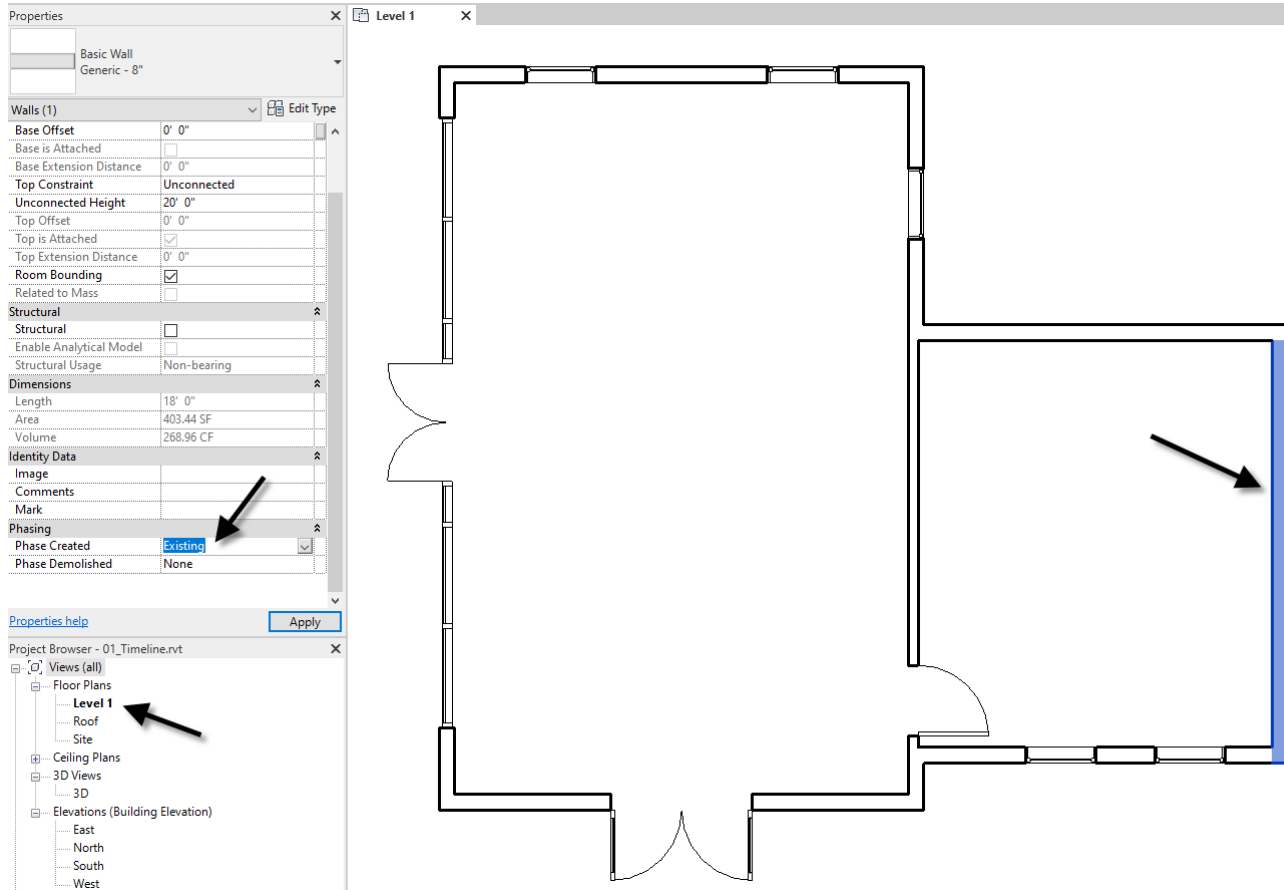 Properties
Level 1
Basic Wall
Generic - 8"
Walls (1)
Edit Type
Base Offset 0' 0"
Base is Attached
Base Extension Distance 0' 0"
Top Constraint Unconnected
Unconnected Height 20' 0"
Top Offset 0' 0"
Top is Attached
Top Extension Distance 0' 0"
Room Bounding
Related to Mass
Structural
Structural
Enable Analytical Model
Structural Usage Non-bearing
Dimensions
Length 18' 0"
Area 403.44 SF
Volume 268.96 CF
Identity Data
Image
Comments
Mark
Phasing
Phase Created Existing
Phase Demolished None
Properties help
Apply
Project Browser - 01_Timeline.rvt
Views (all)
Floor Plans
Level 1
Roof
Site
Ceiling Plans
3D Views
3D
Elevations (Building Elevation)
East
North
South
West